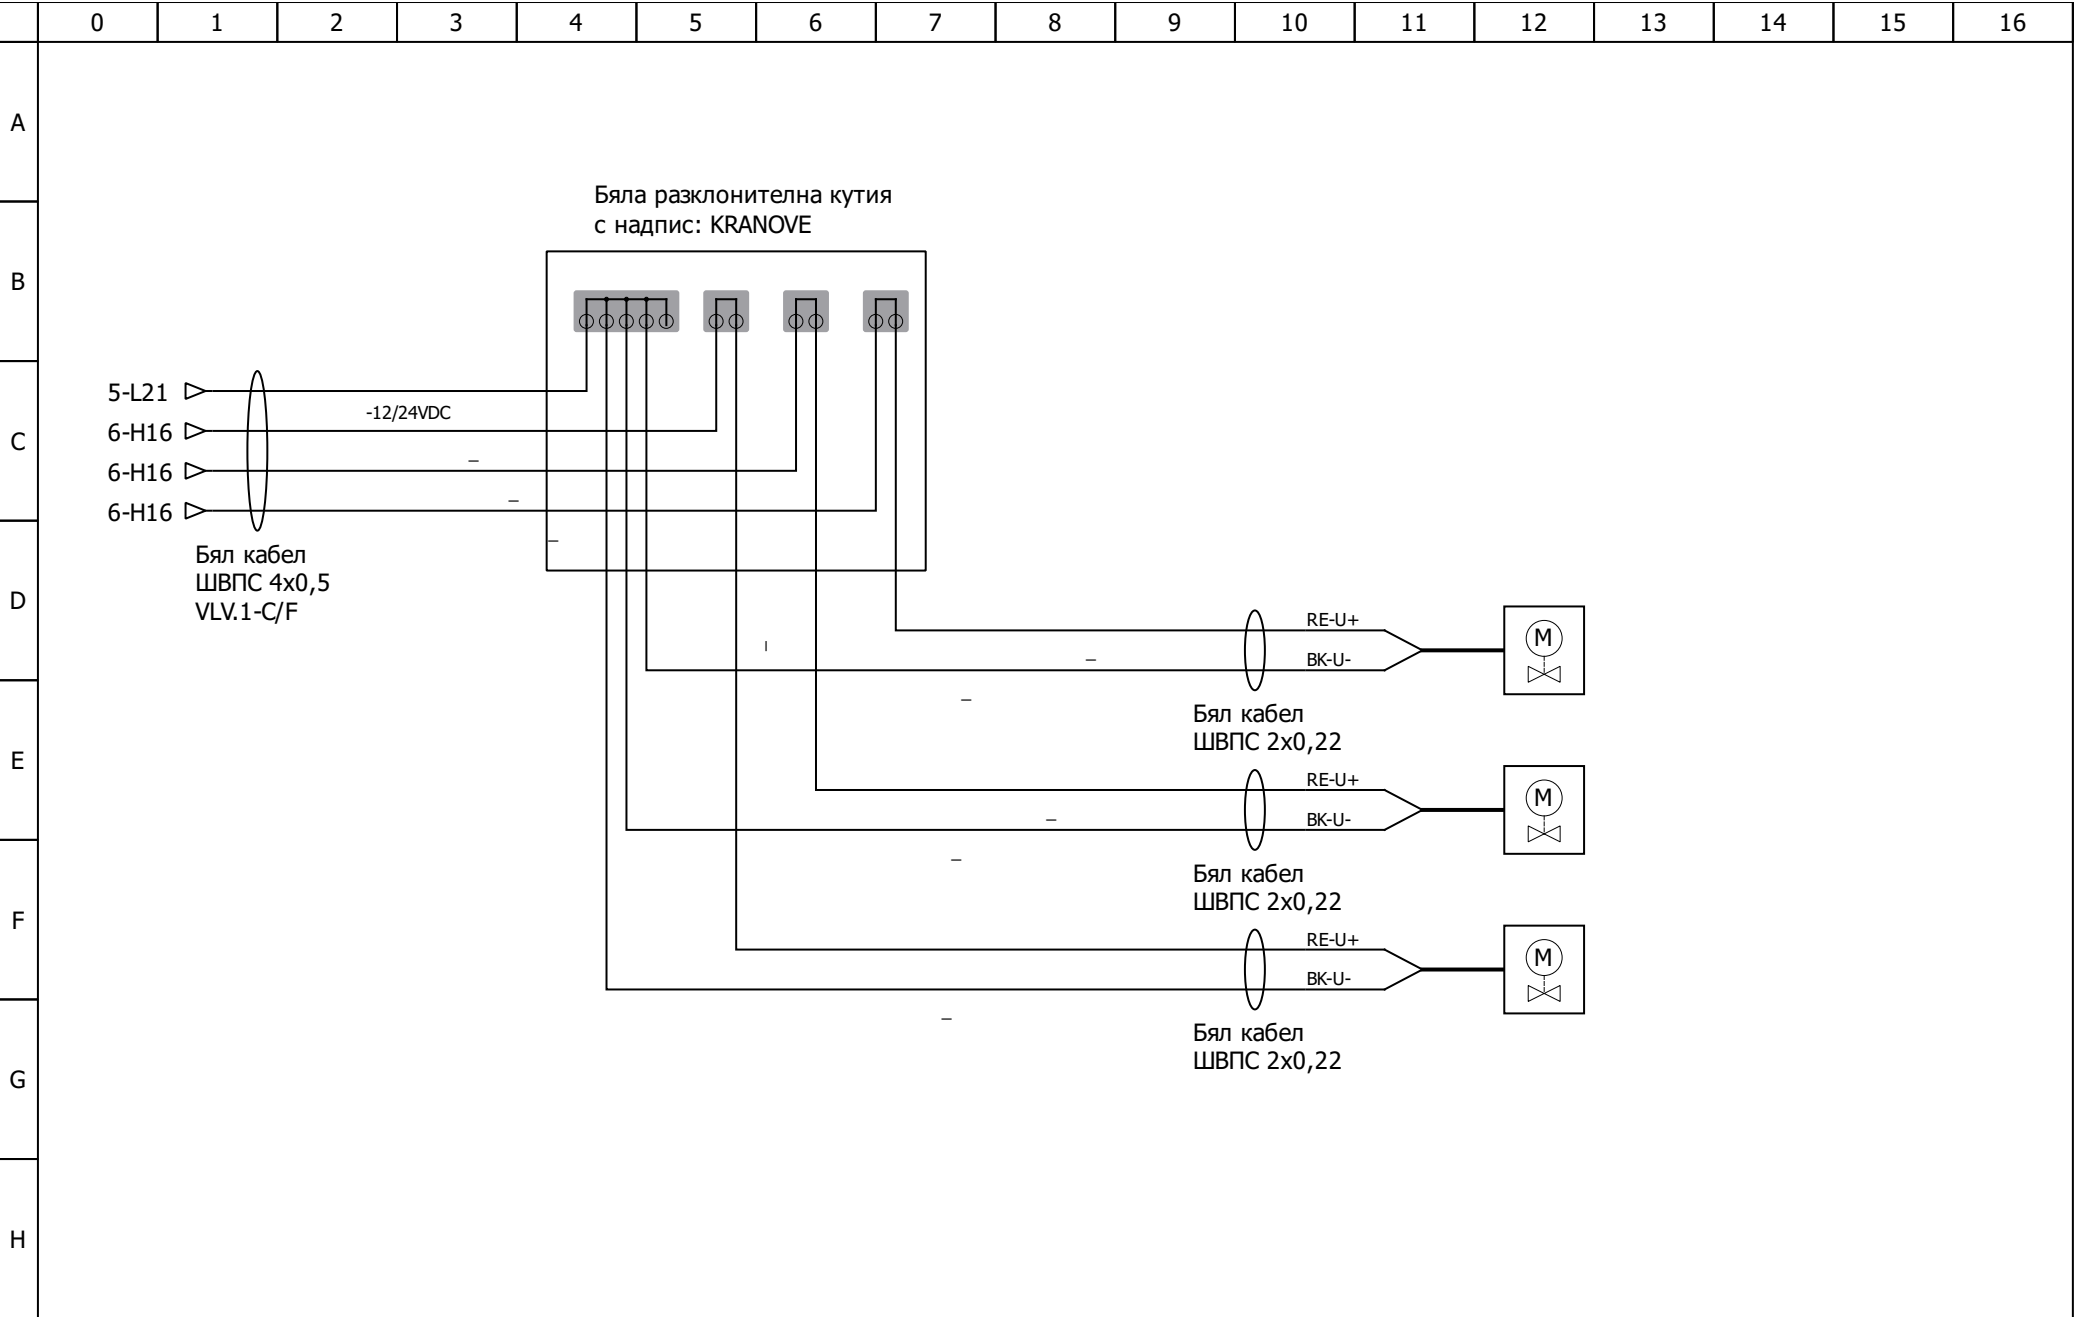 0 1 2 3 4 5 6 7 8 9 10 11 12 13 14 15 16
A
Бяла разклонителна кутия
с надпис: KRANOVE
B
5-L21
-12/24VDC
6-H16
C
6-H16
6-H16
Бял кабел
ШВПС 4x0,5
VLV.1-C/F
D
RE-U+
M
BK-U-
Бял кабел
ШВПС 2x0,22
E
RE-U+
M
BK-U-
Бял кабел
ШВПС 2x0,22
F
RE-U+
M
BK-U-
Бял кабел
ШВПС 2x0,22
G
H